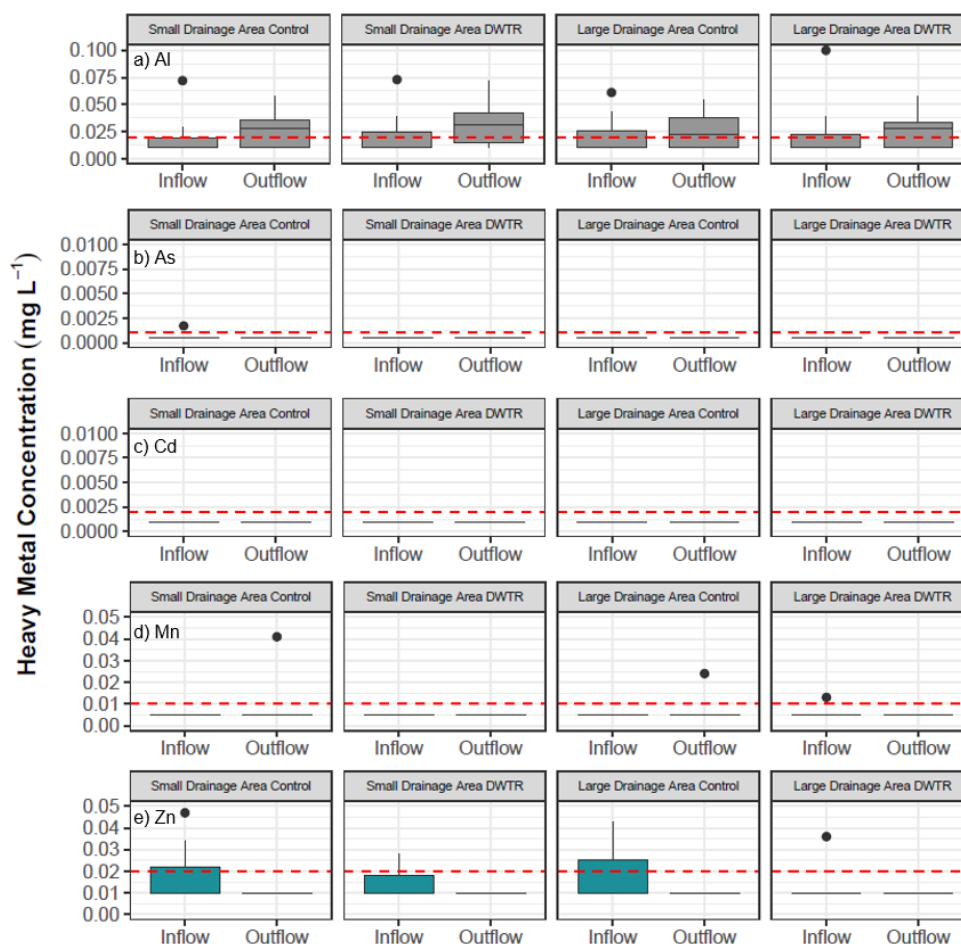 Heavy Metal Concentration (mg L⁻¹)
Small Drainage Area Control Small Drainage Area DWTR Large Drainage Area Control Large Drainage Area DWTR
a) Al
0.100
0.075
0.050
0.025
0.000
Inflow Outflow Inflow Outflow Inflow Outflow Inflow Outflow
Small Drainage Area Control Small Drainage Area DWTR Large Drainage Area Control Large Drainage Area DWTR
b) As
0.0100
0.0075
0.0050
0.0025
0.0000
Inflow Outflow Inflow Outflow Inflow Outflow Inflow Outflow
Small Drainage Area Control Small Drainage Area DWTR Large Drainage Area Control Large Drainage Area DWTR
c) Cd
0.0100
0.0075
0.0050
0.0025
0.0000
Inflow Outflow Inflow Outflow Inflow Outflow Inflow Outflow
Small Drainage Area Control Small Drainage Area DWTR Large Drainage Area Control Large Drainage Area DWTR
d) Mn
0.05
0.04
0.03
0.02
0.01
0.00
Inflow Outflow Inflow Outflow Inflow Outflow Inflow Outflow
Small Drainage Area Control Small Drainage Area DWTR Large Drainage Area Control Large Drainage Area DWTR
e) Zn
0.05
0.04
0.03
0.02
0.01
0.00
Inflow Outflow Inflow Outflow Inflow Outflow Inflow Outflow